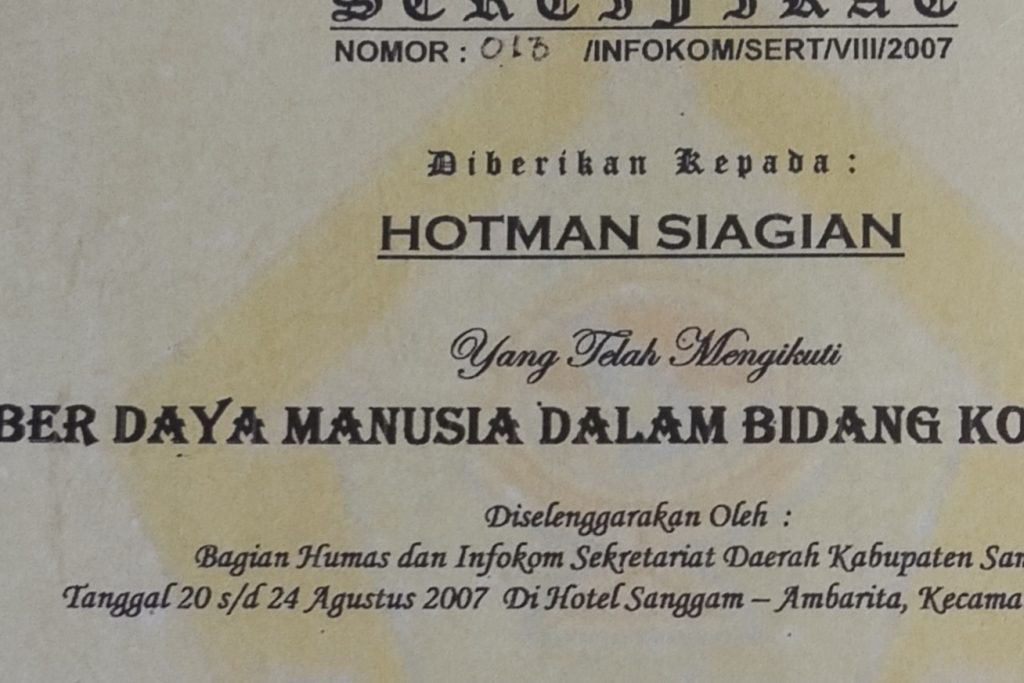 SERTIFIKAT
NOMOR : 013 /INFOKOM/SERT/VIII/2007
Diberikan Kepada :
HOTMAN SIAGIAN
Yang Telah Mengikuti
BER DAYA MANUSIA DALAM BIDANG KO
Diselenggarakan Oleh :
Bagian Humas dan Infokom Sekretariat Daerah Kabupaten Sam
Tanggal 20 s/d 24 Agustus 2007 Di Hotel Sanggam – Ambarita, Kecama